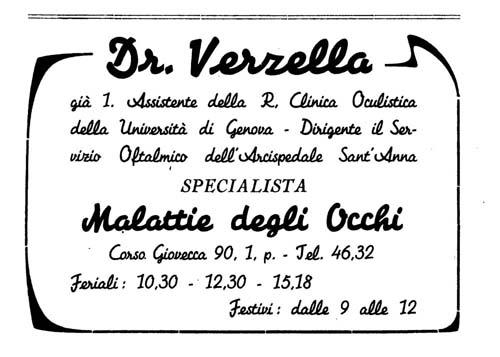 Dr. Verzella
già 1. Assistente della R. Clinica Oculistica
della Università di Genova - Dirigente il Ser-
vizio Oftalmico dell'Arcispedale Sant'Anna
SPECIALISTA
Malattie degli Occhi
Corso Giovecca 90, 1, p. - Tel. 46,32
Feriali: 10,30 - 12,30 - 15,18
Festivi: dalle 9 alle 12